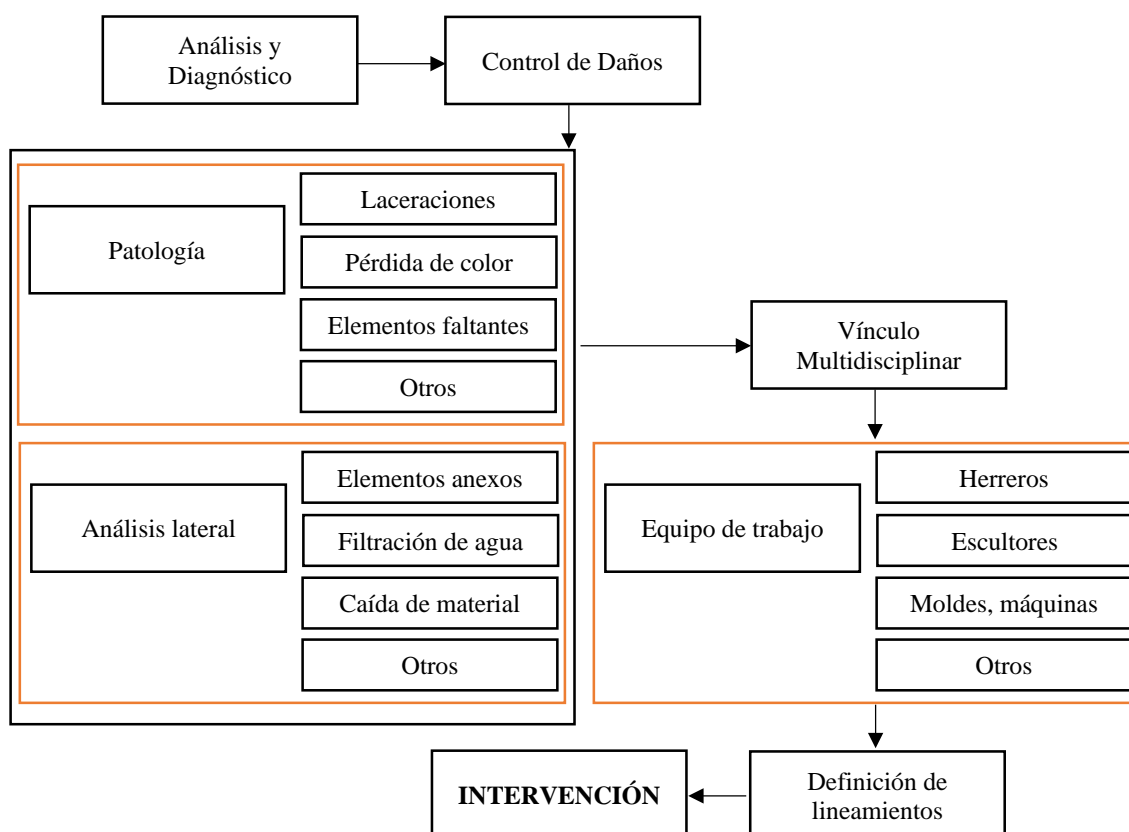 Análisis y
Diagnóstico
Control de Daños
Patología
Laceraciones
Pérdida de color
Elementos faltantes
Otros
Análisis lateral
Elementos anexos
Filtración de agua
Caída de material
Otros
Vínculo
Multidisciplinar
Equipo de trabajo
Herreros
Escultores
Moldes, máquinas
Otros
Definición de
lineamientos
INTERVENCIÓN